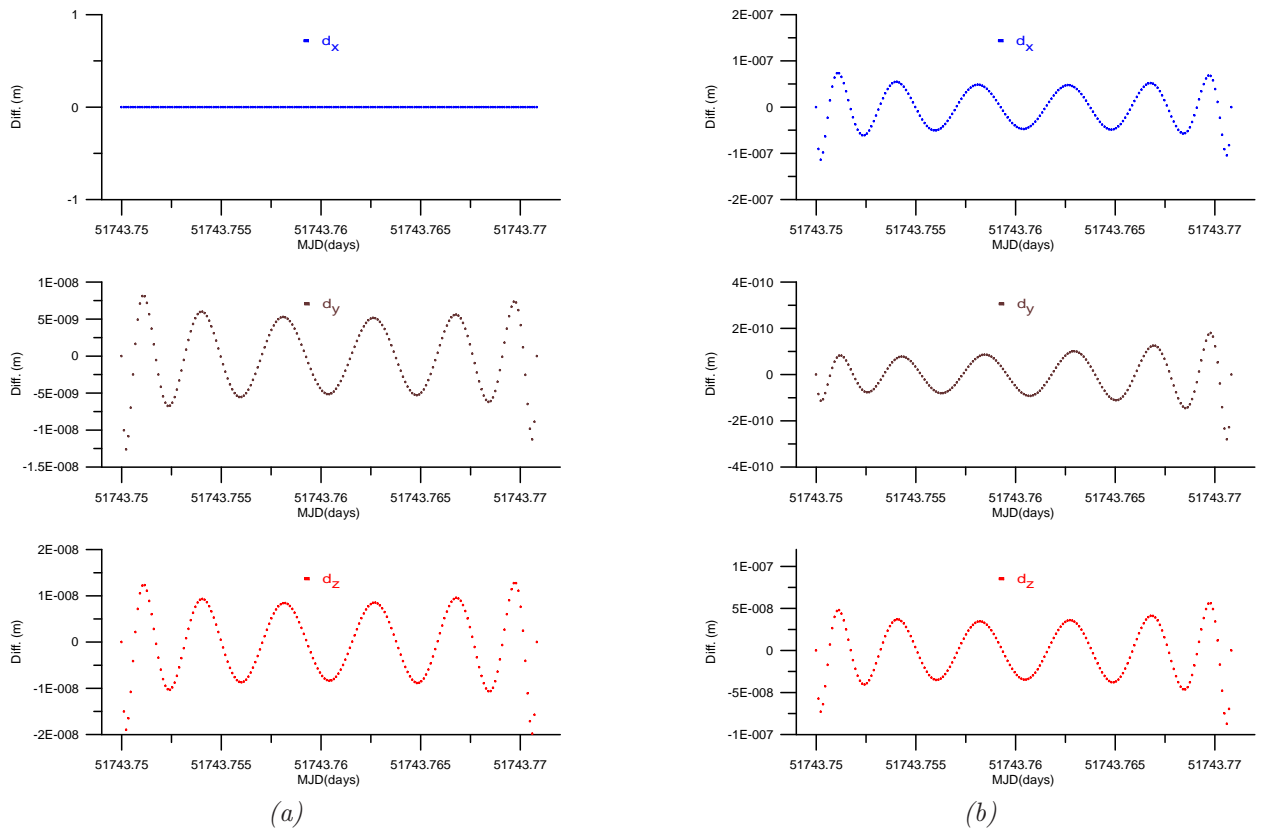 1
0
-1
Diff. (m)
d_x
51743.75 51743.755 51743.76 51743.765 51743.77
MJD(days)
2E-007
1E-007
0
-1E-007
-2E-007
Diff. (m)
d_x
51743.75 51743.755 51743.76 51743.765 51743.77
MJD(days)
1E-008
5E-009
0
-5E-009
-1E-008
-1.5E-008
Diff. (m)
d_y
51743.75 51743.755 51743.76 51743.765 51743.77
MJD(days)
4E-010
2E-010
0
-2E-010
-4E-010
Diff. (m)
d_y
51743.75 51743.755 51743.76 51743.765 51743.77
MJD(days)
2E-008
1E-008
0
-1E-008
-2E-008
Diff. (m)
d_z
51743.75 51743.755 51743.76 51743.765 51743.77
MJD(days)
1E-007
5E-008
0
-5E-008
-1E-007
Diff. (m)
d_z
51743.75 51743.755 51743.76 51743.765 51743.77
MJD(days)
(a)
(b)